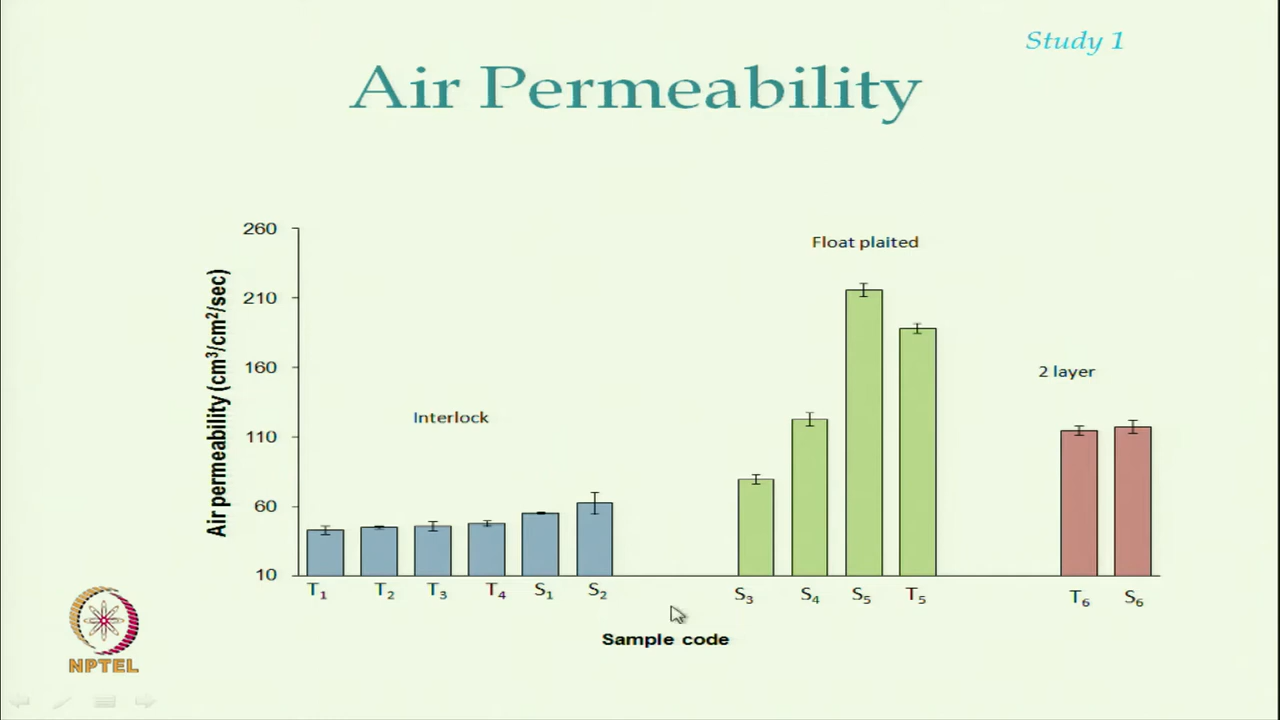 Study 1
Air Permeability
260
210
160
110
60
10
Air permeability (cm³/cm²/sec)
Interlock
Float plaited
2 layer
T₁ T₂ T₃ T₄ S₁ S₂ S₃ S₄ S₅ T₅ T₆ S₆
Sample code
NPTEL